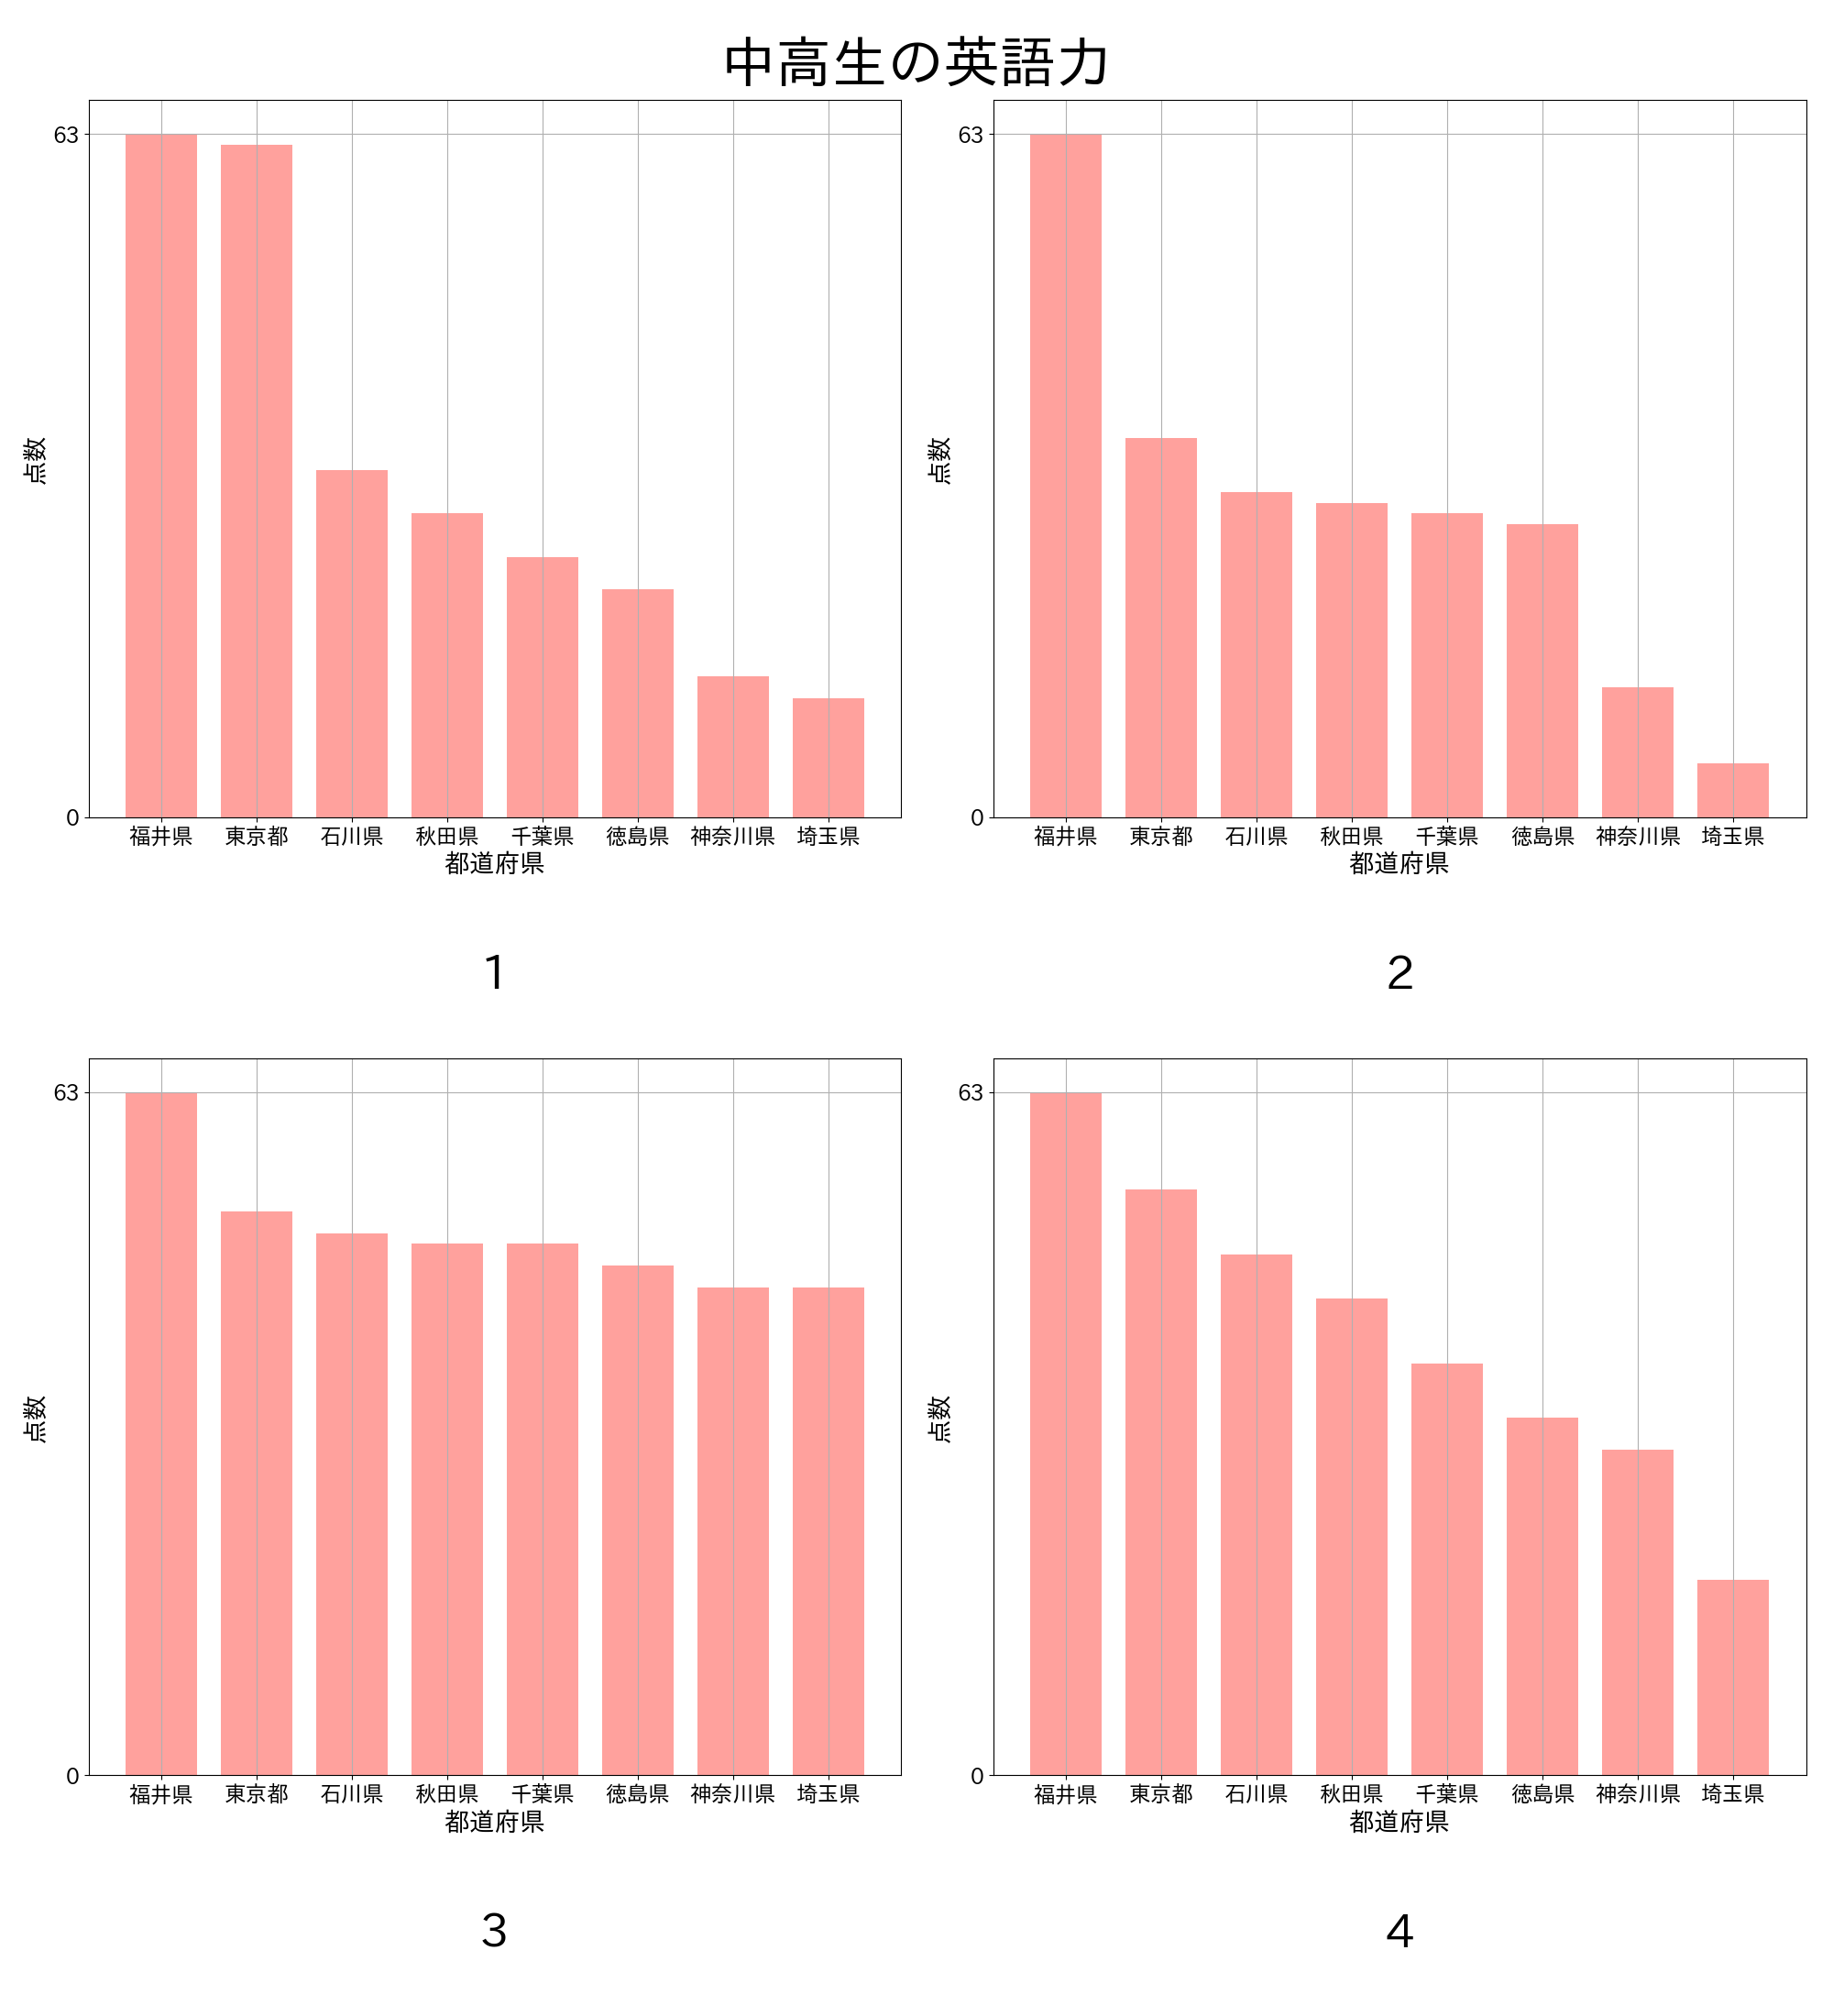 中高生の英語力
63
点数
0
福井県 東京都 石川県 秋田県 千葉県 徳島県 神奈川県 埼玉県
都道府県
1
63
点数
0
福井県 東京都 石川県 秋田県 千葉県 徳島県 神奈川県 埼玉県
都道府県
2
63
点数
0
福井県 東京都 石川県 秋田県 千葉県 徳島県 神奈川県 埼玉県
都道府県
3
63
点数
0
福井県 東京都 石川県 秋田県 千葉県 徳島県 神奈川県 埼玉県
都道府県
4